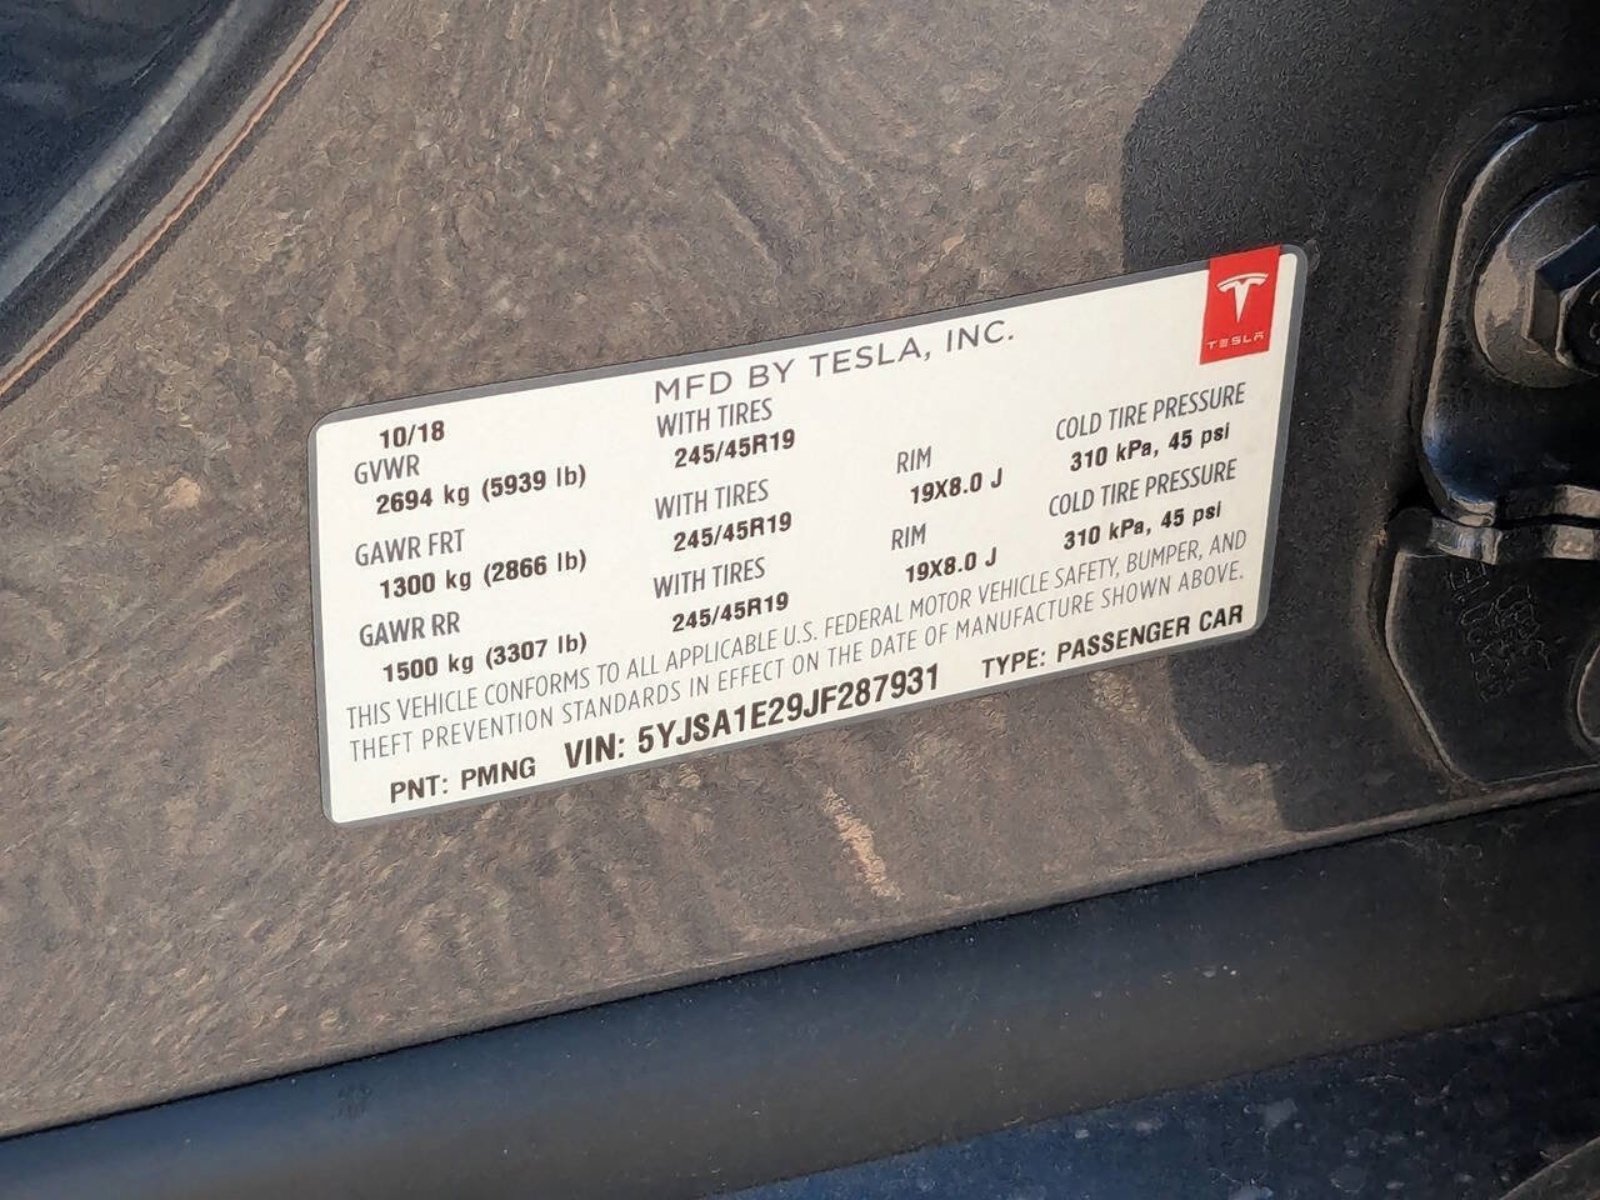 TESLA
MFD BY TESLA, INC.
10/18
GVWR WITH TIRES
2694 kg (5939 lb) 245/45R19 RIM COLD TIRE PRESSURE
GAWR FRT WITH TIRES 19X8.0 J 310 kPa, 45 psi
1300 kg (2866 lb) 245/45R19 RIM COLD TIRE PRESSURE
GAWR RR WITH TIRES 19X8.0 J 310 kPa, 45 psi
1500 kg (3307 lb) 245/45R19
THIS VEHICLE CONFORMS TO ALL APPLICABLE U.S. FEDERAL MOTOR VEHICLE SAFETY, BUMPER, AND
THEFT PREVENTION STANDARDS IN EFFECT ON THE DATE OF MANUFACTURE SHOWN ABOVE.
PNT: PMNG VIN: 5YJSA1E29JF287931 TYPE: PASSENGER CAR